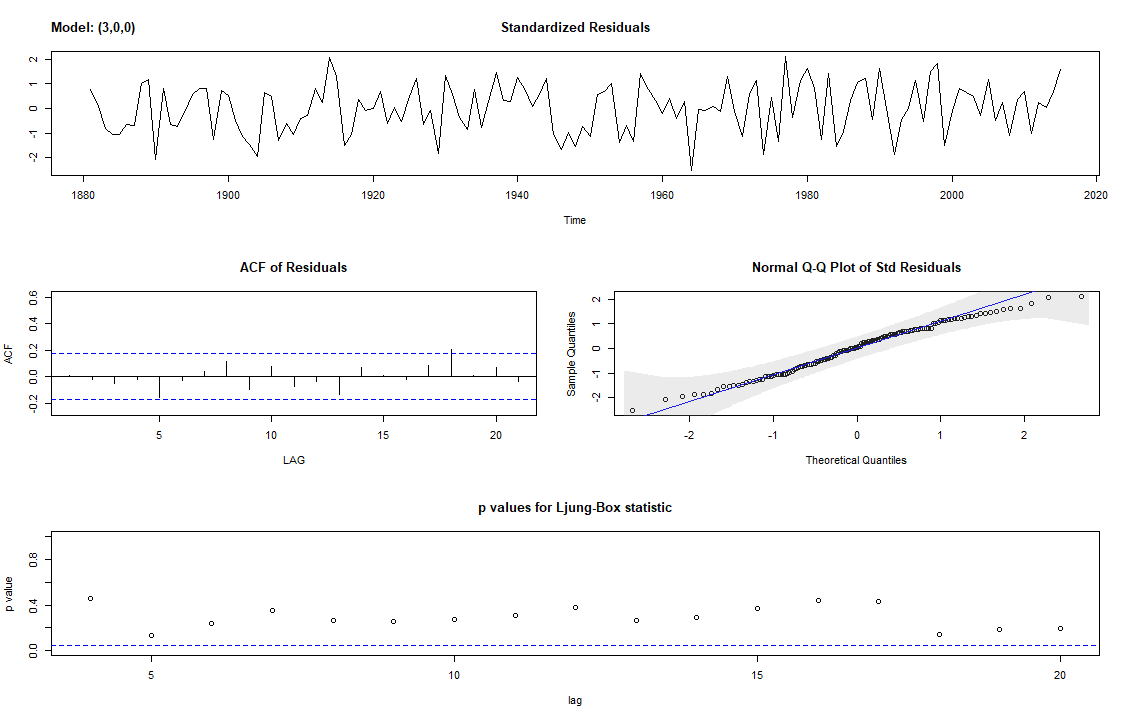 Model: (3,0,0) Standardized Residuals
2
1
0
-1
-2
1880 1900 1920 1940 1960 1980 2000 2020
Time
ACF of Residuals
ACF
0.6
0.4
0.2
0.0
-0.2
5 10 15 20
LAG
Normal Q-Q Plot of Std Residuals
Sample Quantiles
2
1
0
-1
-2
-2 -1 0 1 2
Theoretical Quantiles
p values for Ljung-Box statistic
p value
0.8
0.4
0.0
5 10 15 20
lag